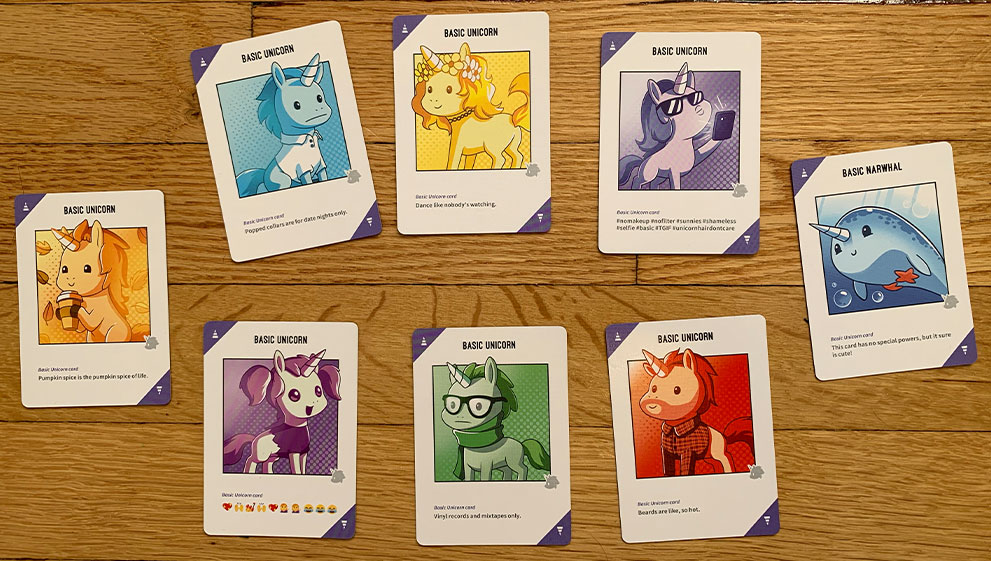 BASIC UNICORN
Basic Unicorn card
Popped collars are for date nights only.
BASIC UNICORN
Basic Unicorn card
Dance like nobody's watching.
BASIC UNICORN
Basic Unicorn card
#nomakeup #nofilter #sunnies #shameless
#selfie #basic #TGIF #unicornhairdontcare
BASIC NARWHAL
Basic Unicorn card
This card has no special powers, but it sure
is cute!
BASIC UNICORN
Basic Unicorn card
Pumpkin spice is the pumpkin spice of life.
BASIC UNICORN
Basic Unicorn card
BASIC UNICORN
Basic Unicorn card
Vinyl records and mixtapes only.
BASIC UNICORN
Basic Unicorn card
Beards are like, so hot.